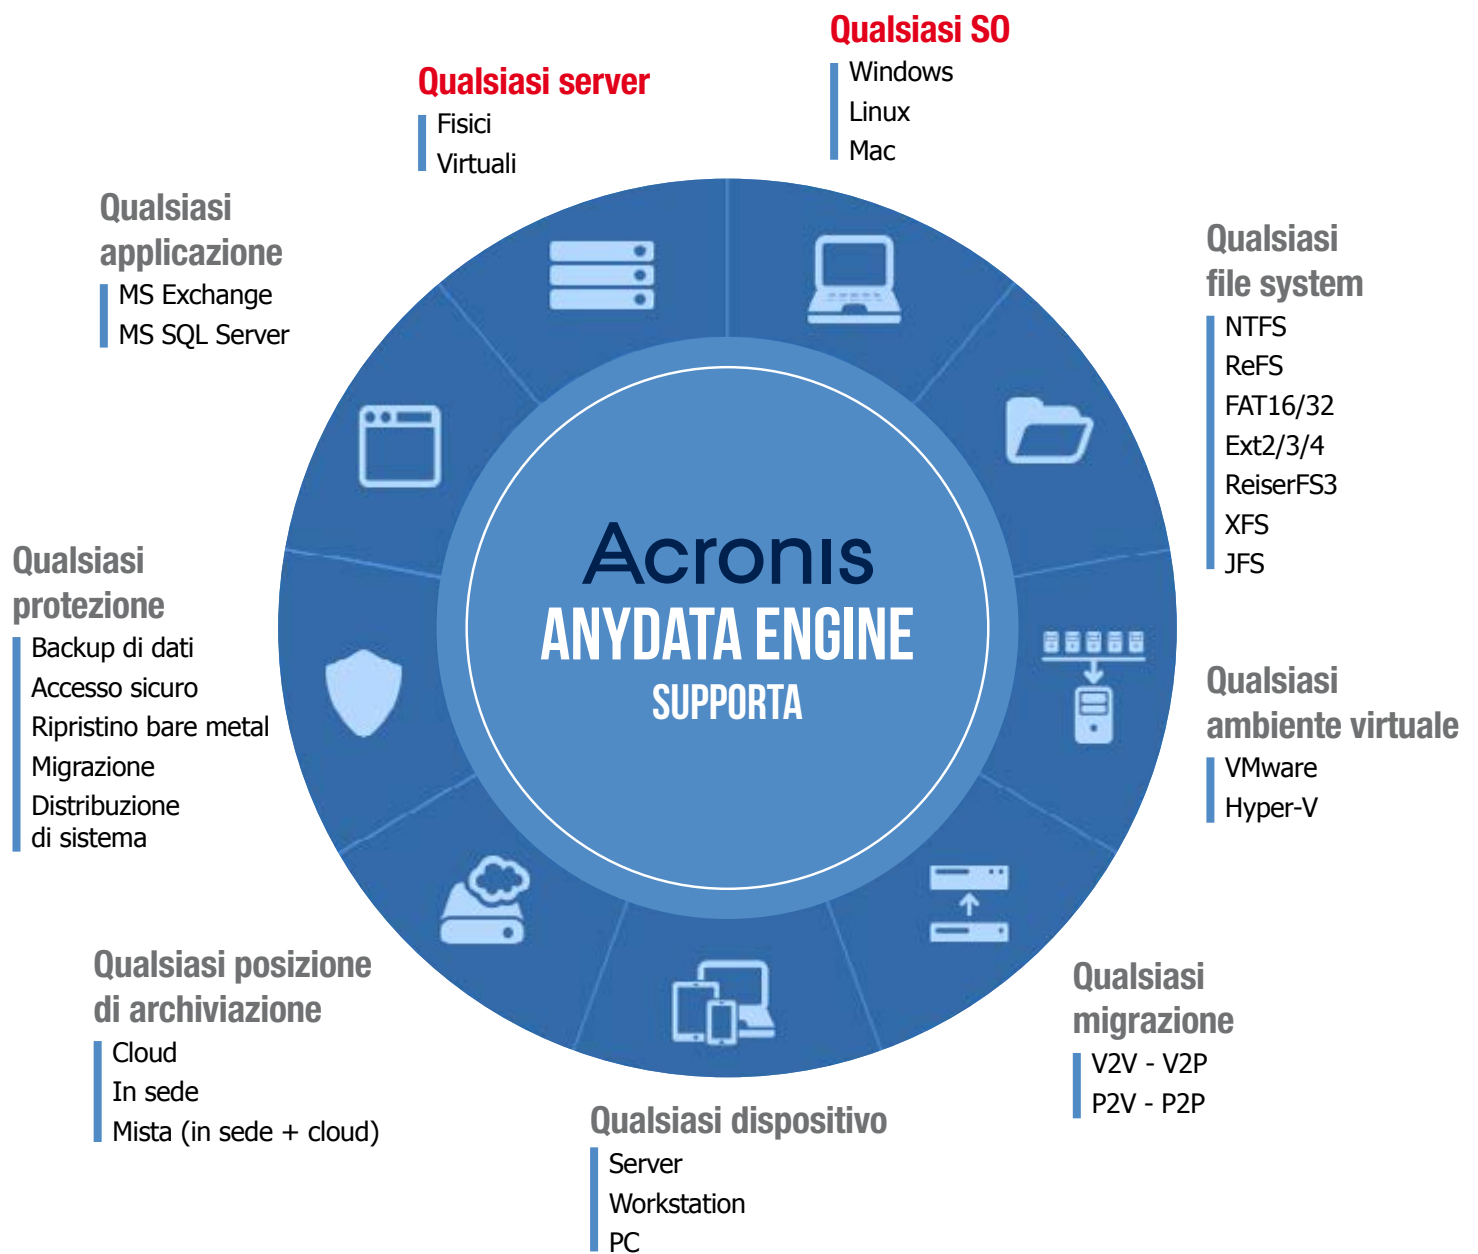 Qualsiasi SO
Windows
Linux
Mac
Qualsiasi server
Fisici
Virtuali
Qualsiasi
applicazione
MS Exchange
MS SQL Server
Qualsiasi
file system
NTFS
ReFS
FAT16/32
Ext2/3/4
ReiserFS3
XFS
JFS
Acronis
ANYDATA ENGINE
SUPPORTA
Qualsiasi
protezione
Backup di dati
Accesso sicuro
Ripristino bare metal
Migrazione
Distribuzione
di sistema
Qualsiasi
ambiente virtuale
VMware
Hyper-V
Qualsiasi posizione
di archiviazione
Cloud
In sede
Mista (in sede + cloud)
Qualsiasi
migrazione
V2V - V2P
P2V - P2P
Qualsiasi dispositivo
Server
Workstation
PC